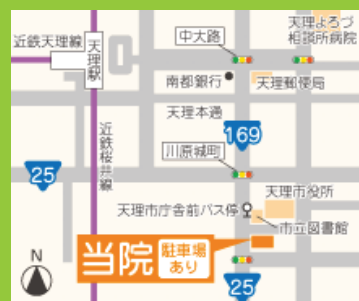 天理よろづ
相談所病院
近鉄天理線
中大路
天理駅
南都銀行
天理郵便局
天理本通
169
近鉄桜井線
川原城町
25
天理市役所
天理市庁舎前バス停
市立図書館
N
当院
駐車場
あり
25